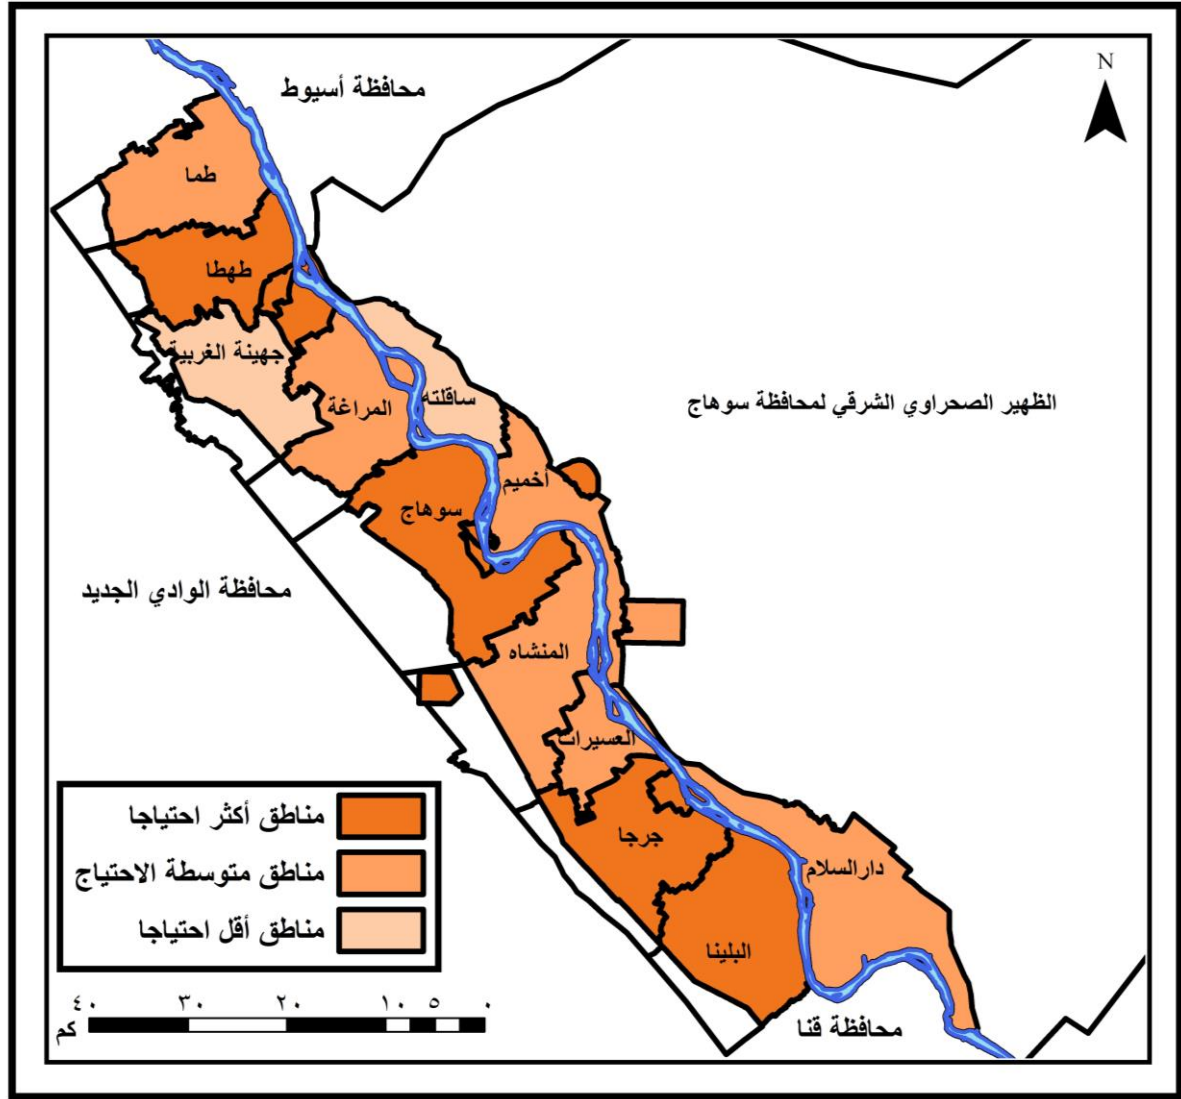 N
محافظة أسيوط
طما
طهطا
جهينة الغربية
ساقلته
المراغة
الظهير الصحراوي الشرقي لمحافظة سوهاج
أخميم
سوهاج
محافظة الوادي الجديد
المنشاه
العسيرات
جرجا
دارالسلام
البلينا
محافظة قنا
مناطق أكثر احتياجا
مناطق متوسطة الاحتياج
مناطق أقل احتياجا
٤٠ ٣٠ ٢٠ ١٠ ٥ ٠
كم